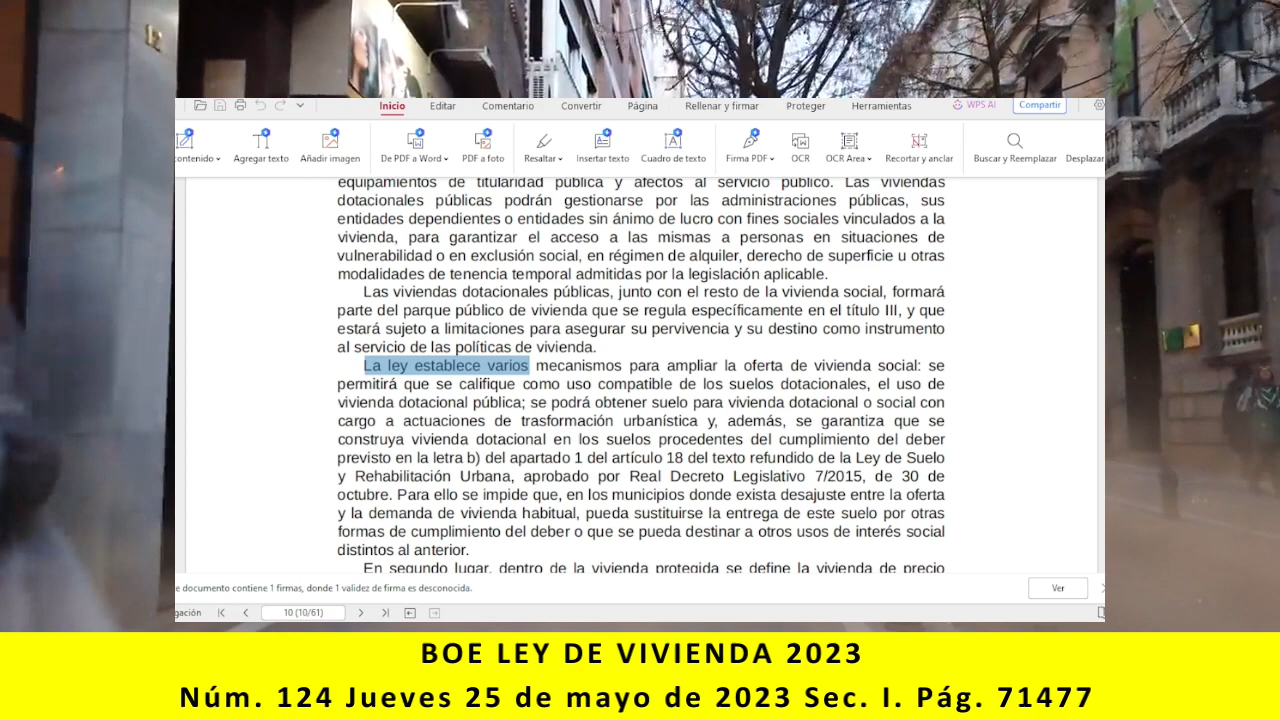 12
Inicio Editar Comentario Convertir Página Rellenar y firmar Proteger Herramientas WPS AI Compartir
contenido Agregar texto Añadir imagen De PDF a Word PDF a foto Resaltar Insertar texto Cuadro de texto Firma PDF OCR OCR Area Recortar y anclar Buscar y Reemplazar Desplazar
equipamientos de titularidad pública y afectos al servicio público. Las viviendas
dotacionales públicas podrán gestionarse por las administraciones públicas, sus
entidades dependientes o entidades sin ánimo de lucro con fines sociales vinculados a la
vivienda, para garantizar el acceso a las mismas a personas en situaciones de
vulnerabilidad o en exclusión social, en régimen de alquiler, derecho de superficie u otras
modalidades de tenencia temporal admitidas por la legislación aplicable.
Las viviendas dotacionales públicas, junto con el resto de la vivienda social, formará
parte del parque público de vivienda que se regula específicamente en el título III, y que
estará sujeto a limitaciones para asegurar su pervivencia y su destino como instrumento
al servicio de las políticas de vivienda.
La ley establece varios mecanismos para ampliar la oferta de vivienda social: se
permitirá que se califique como uso compatible de los suelos dotacionales, el uso de
vivienda dotacional pública; se podrá obtener suelo para vivienda dotacional o social con
cargo a actuaciones de trasformación urbanística y, además, se garantiza que se
construya vivienda dotacional en los suelos procedentes del cumplimiento del deber
previsto en la letra b) del apartado 1 del artículo 18 del texto refundido de la Ley de Suelo
y Rehabilitación Urbana, aprobado por Real Decreto Legislativo 7/2015, de 30 de
octubre. Para ello se impide que, en los municipios donde exista desajuste entre la oferta
y la demanda de vivienda habitual, pueda sustituirse la entrega de este suelo por otras
formas de cumplimiento del deber o que se pueda destinar a otros usos de interés social
distintos al anterior.
En segundo lugar, dentro de la vivienda protegida se define la vivienda de precio
e documento contiene 1 firmas, donde 1 validez de firma es desconocida. Ver
gación 10 (10/61)
BOE LEY DE VIVIENDA 2023
Núm. 124 Jueves 25 de mayo de 2023 Sec. I. Pág. 71477